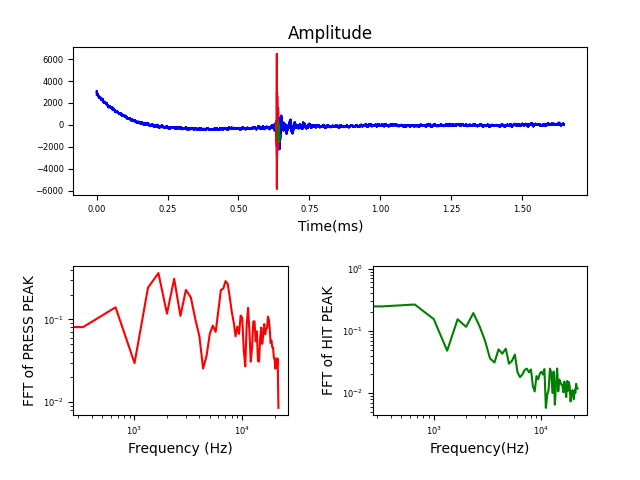 Amplitude
6000
4000
2000
0
−2000
−4000
−6000
0.00 0.25 0.50 0.75 1.00 1.25 1.50
Time(ms)
FFT of PRESS PEAK
10⁻¹
10⁻²
10³ 10⁴
Frequency (Hz)
FFT of HIT PEAK
10⁰
10⁻¹
10⁻²
10³ 10⁴
Frequency(Hz)